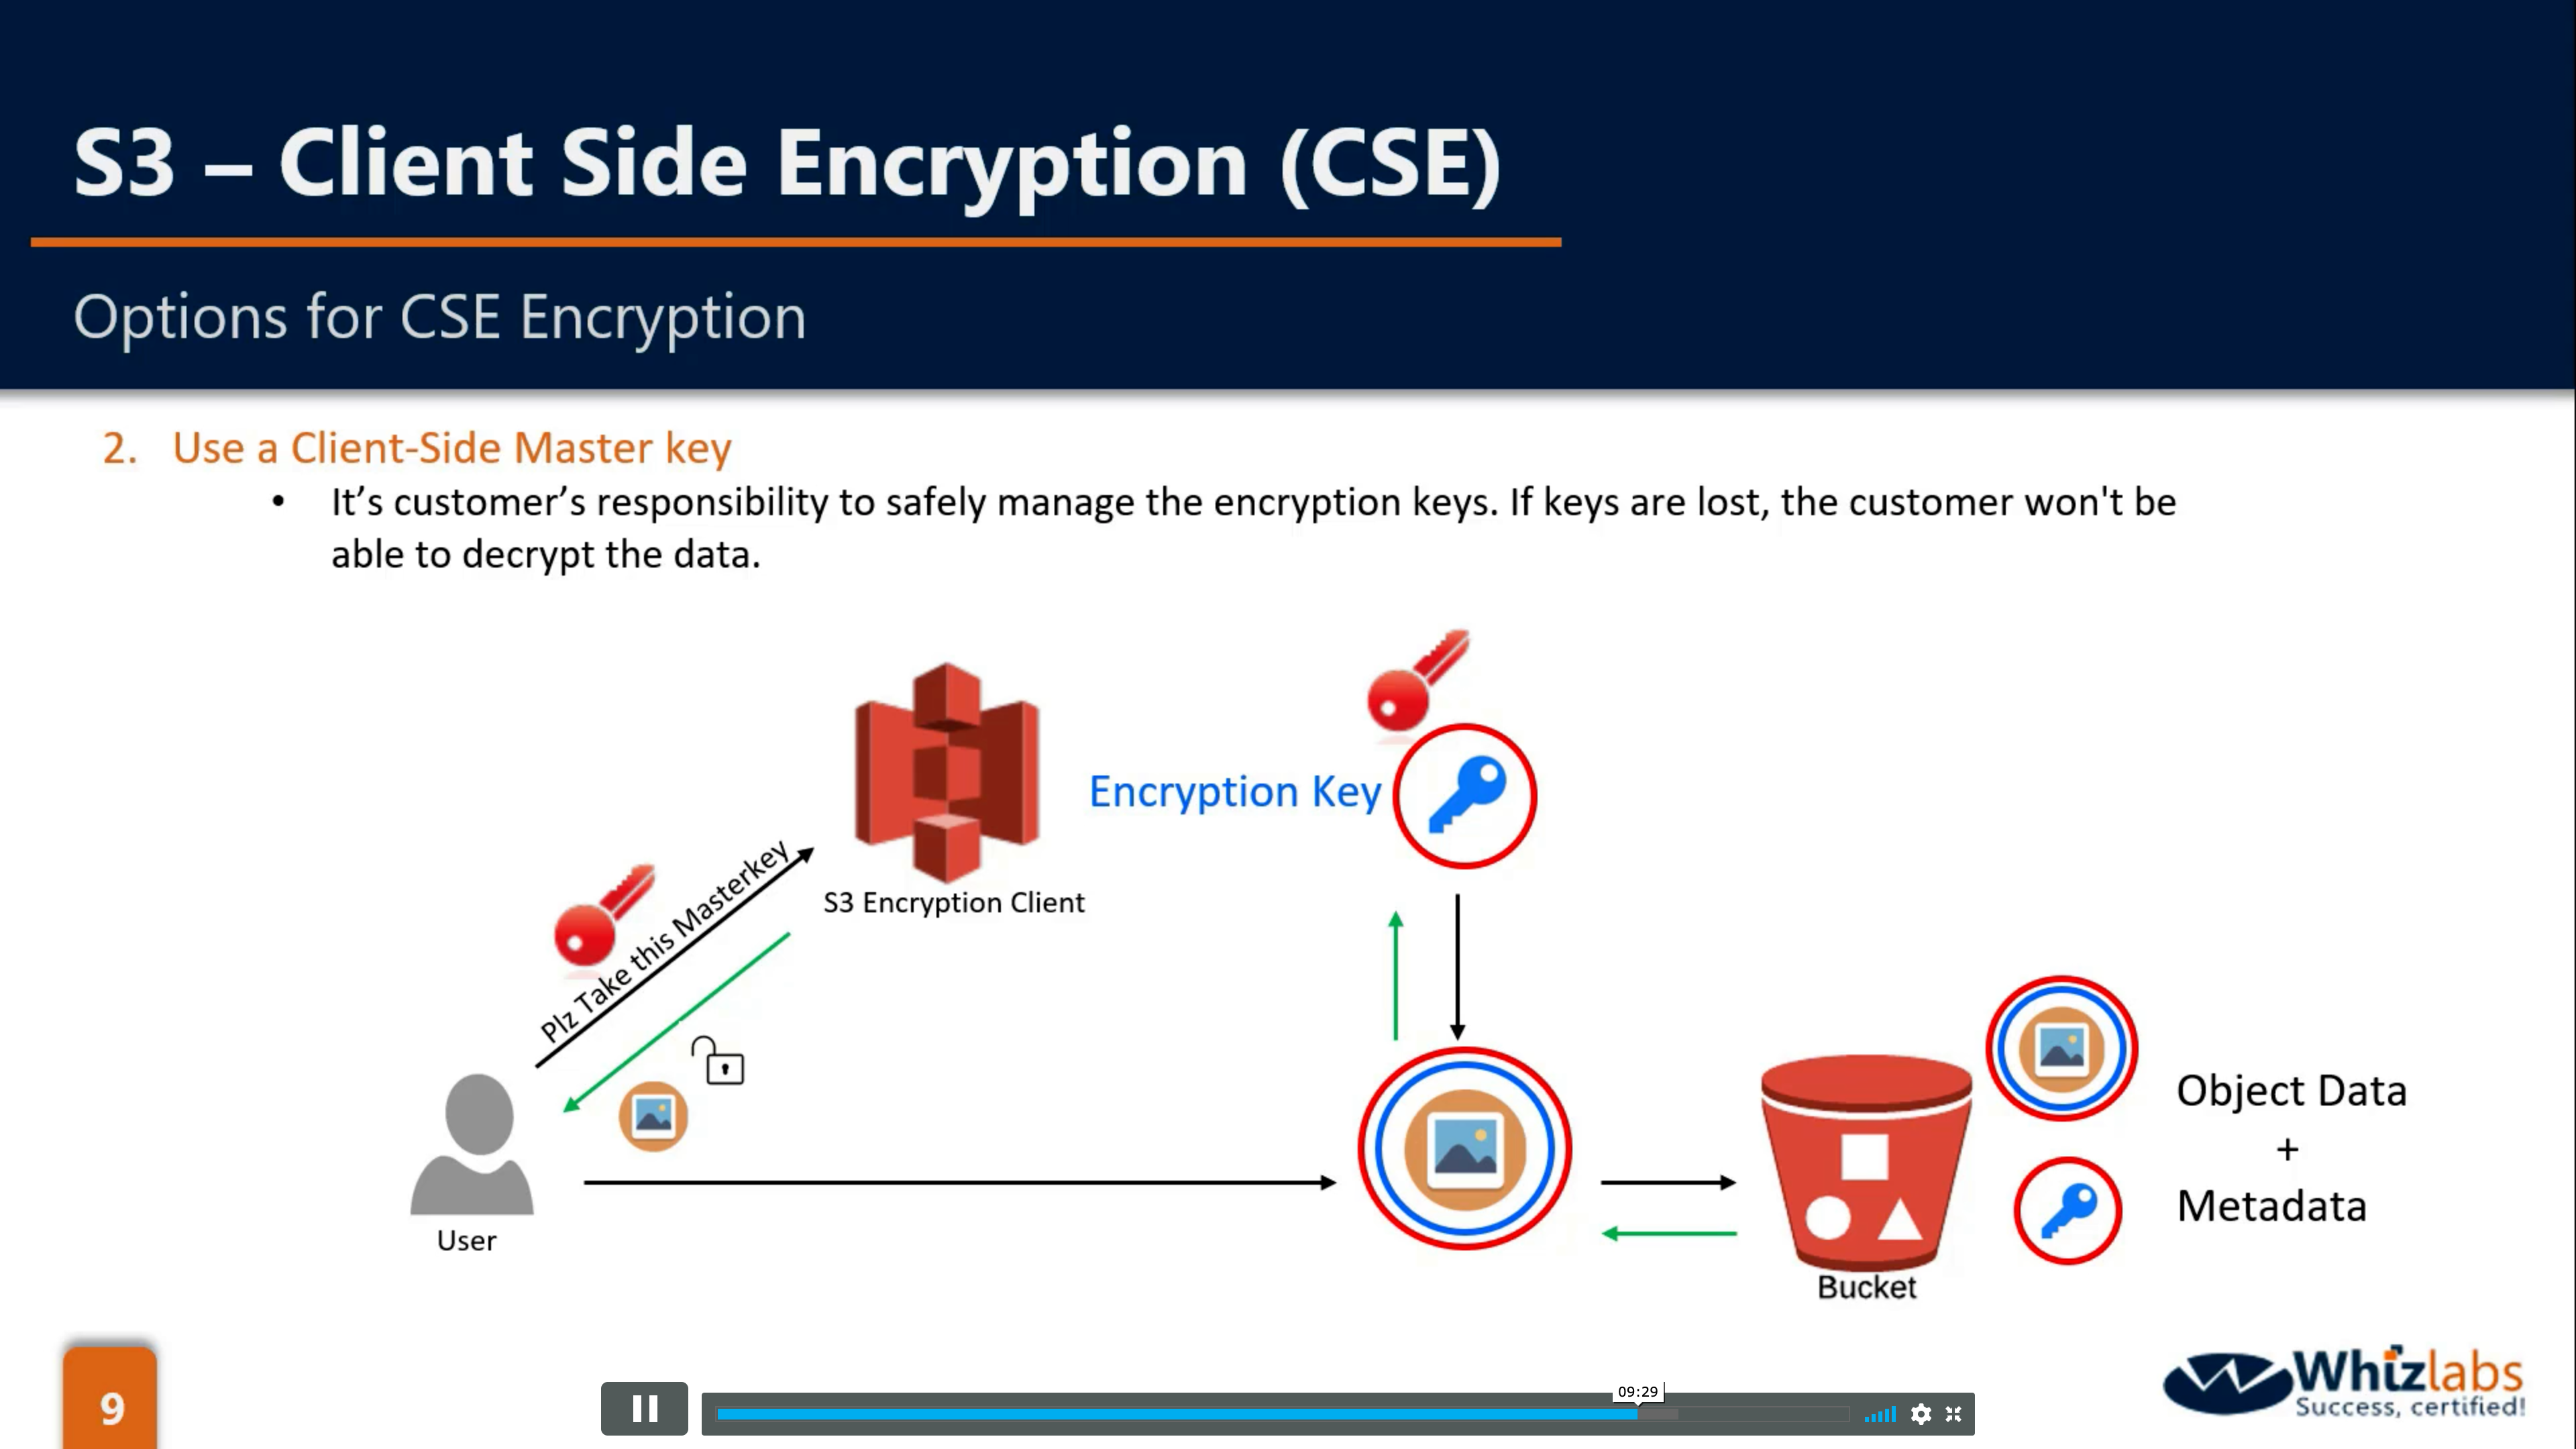 S3 – Client Side Encryption (CSE)
Options for CSE Encryption
2. Use a Client-Side Master key
• It’s customer’s responsibility to safely manage the encryption keys. If keys are lost, the customer won't be
able to decrypt the data.
Encryption Key
Plz Take this Masterkey
S3 Encryption Client
User
Object Data
+
Metadata
Bucket
9
09:29
Whizlabs
Success, certified!